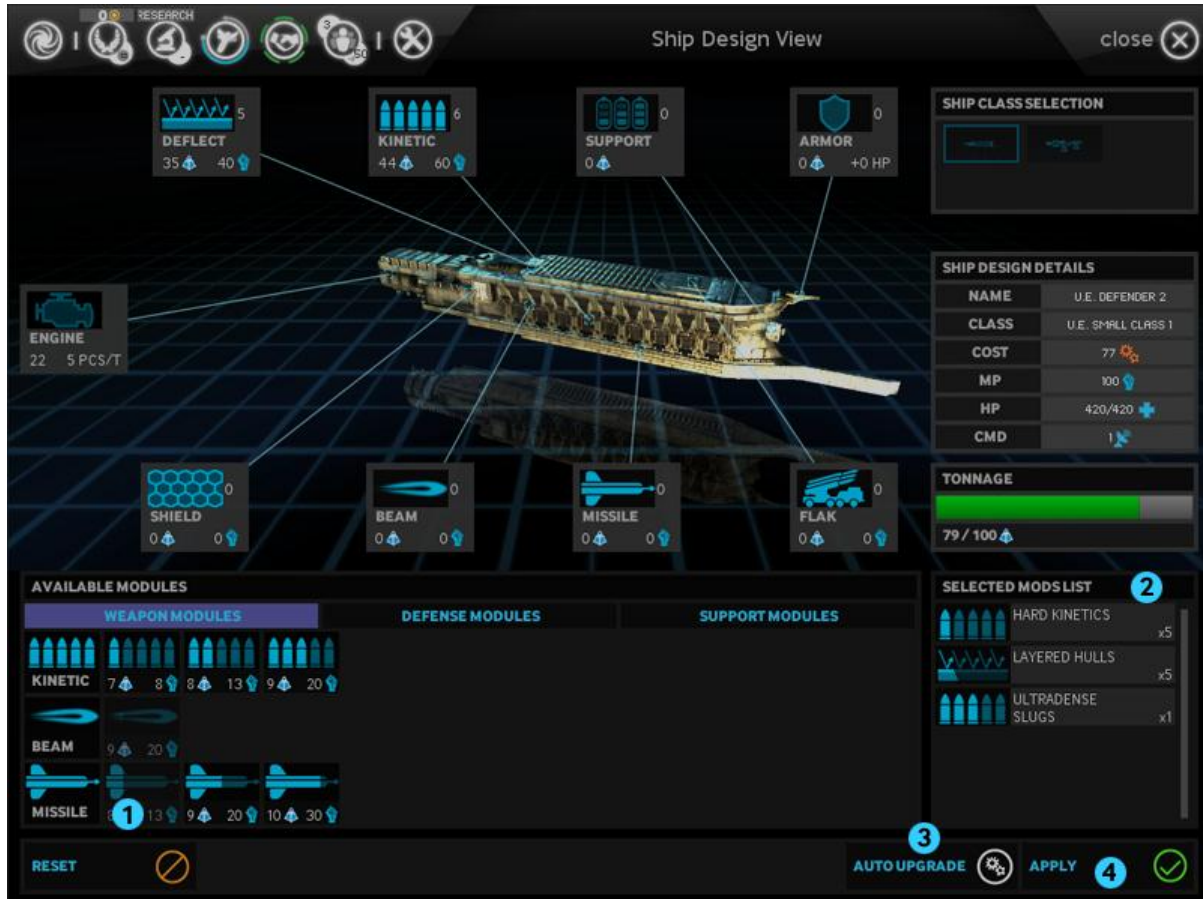 0
RESEARCH
3
50
Ship Design View
close
DEFLECT 5
35 40
KINETIC 6
44 60
SUPPORT 0
0
ARMOR 0
0 +0 HP
SHIP CLASS SELECTION
ENGINE
22 5 PCS/T
SHIP DESIGN DETAILS
NAME U.E. DEFENDER 2
CLASS U.E. SMALL CLASS 1
COST 77
MP 100
HP 420/420
CMD 1
SHIELD 0
0 0
BEAM 0
0 0
MISSILE 0
0 0
FLAK 0
0 0
TONNAGE
79 / 100
AVAILABLE MODULES
WEAPON MODULES DEFENSE MODULES SUPPORT MODULES
KINETIC 7 8 8 13 9 20
BEAM 9 20
MISSILE 8 13 9 20 10 30
1
SELECTED MODS LIST 2
HARD KINETICS
x5
LAYERED HULLS
x5
ULTRADENSE
SLUGS x1
RESET
3
AUTO UPGRADE
APPLY 4